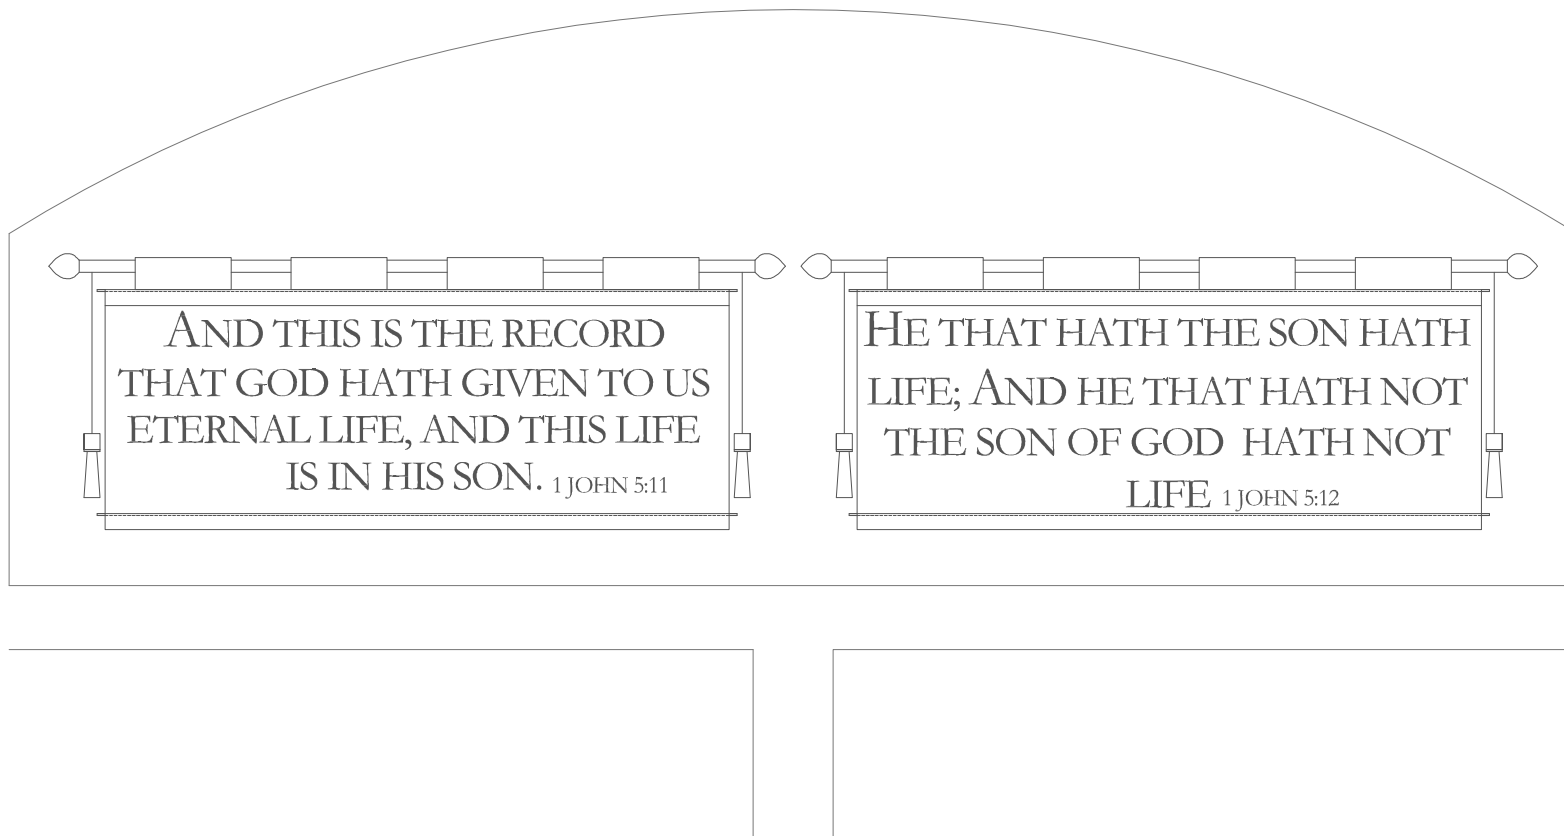 AND THIS IS THE RECORD
THAT GOD HATH GIVEN TO US
ETERNAL LIFE, AND THIS LIFE
IS IN HIS SON. 1 JOHN 5:11
HE THAT HATH THE SON HATH
LIFE; AND HE THAT HATH NOT
THE SON OF GOD HATH NOT
LIFE 1 JOHN 5:12